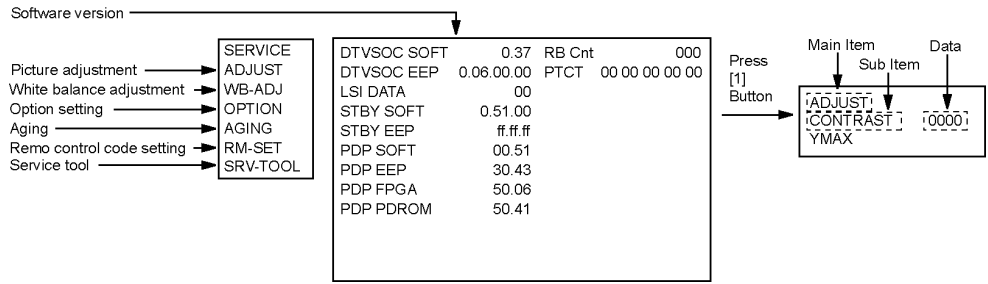 Software version
SERVICE
Picture adjustment ADJUST
White balance adjustment WB-ADJ
Option setting OPTION
Aging AGING
Remo control code setting RM-SET
Service tool SRV-TOOL
DTVSOC SOFT 0.37 RB Cnt 000
DTVSOC EEP 0.06.00.00 PTCT 00 00 00 00 00
LSI DATA 00
STBY SOFT 0.51.00
STBY EEP ff.ff.ff
PDP SOFT 00.51
PDP EEP 30.43
PDP FPGA 50.06
PDP PDROM 50.41
Press
[1]
Button
Main Item Data
Sub Item
ADJUST
CONTRAST 0000
YMAX